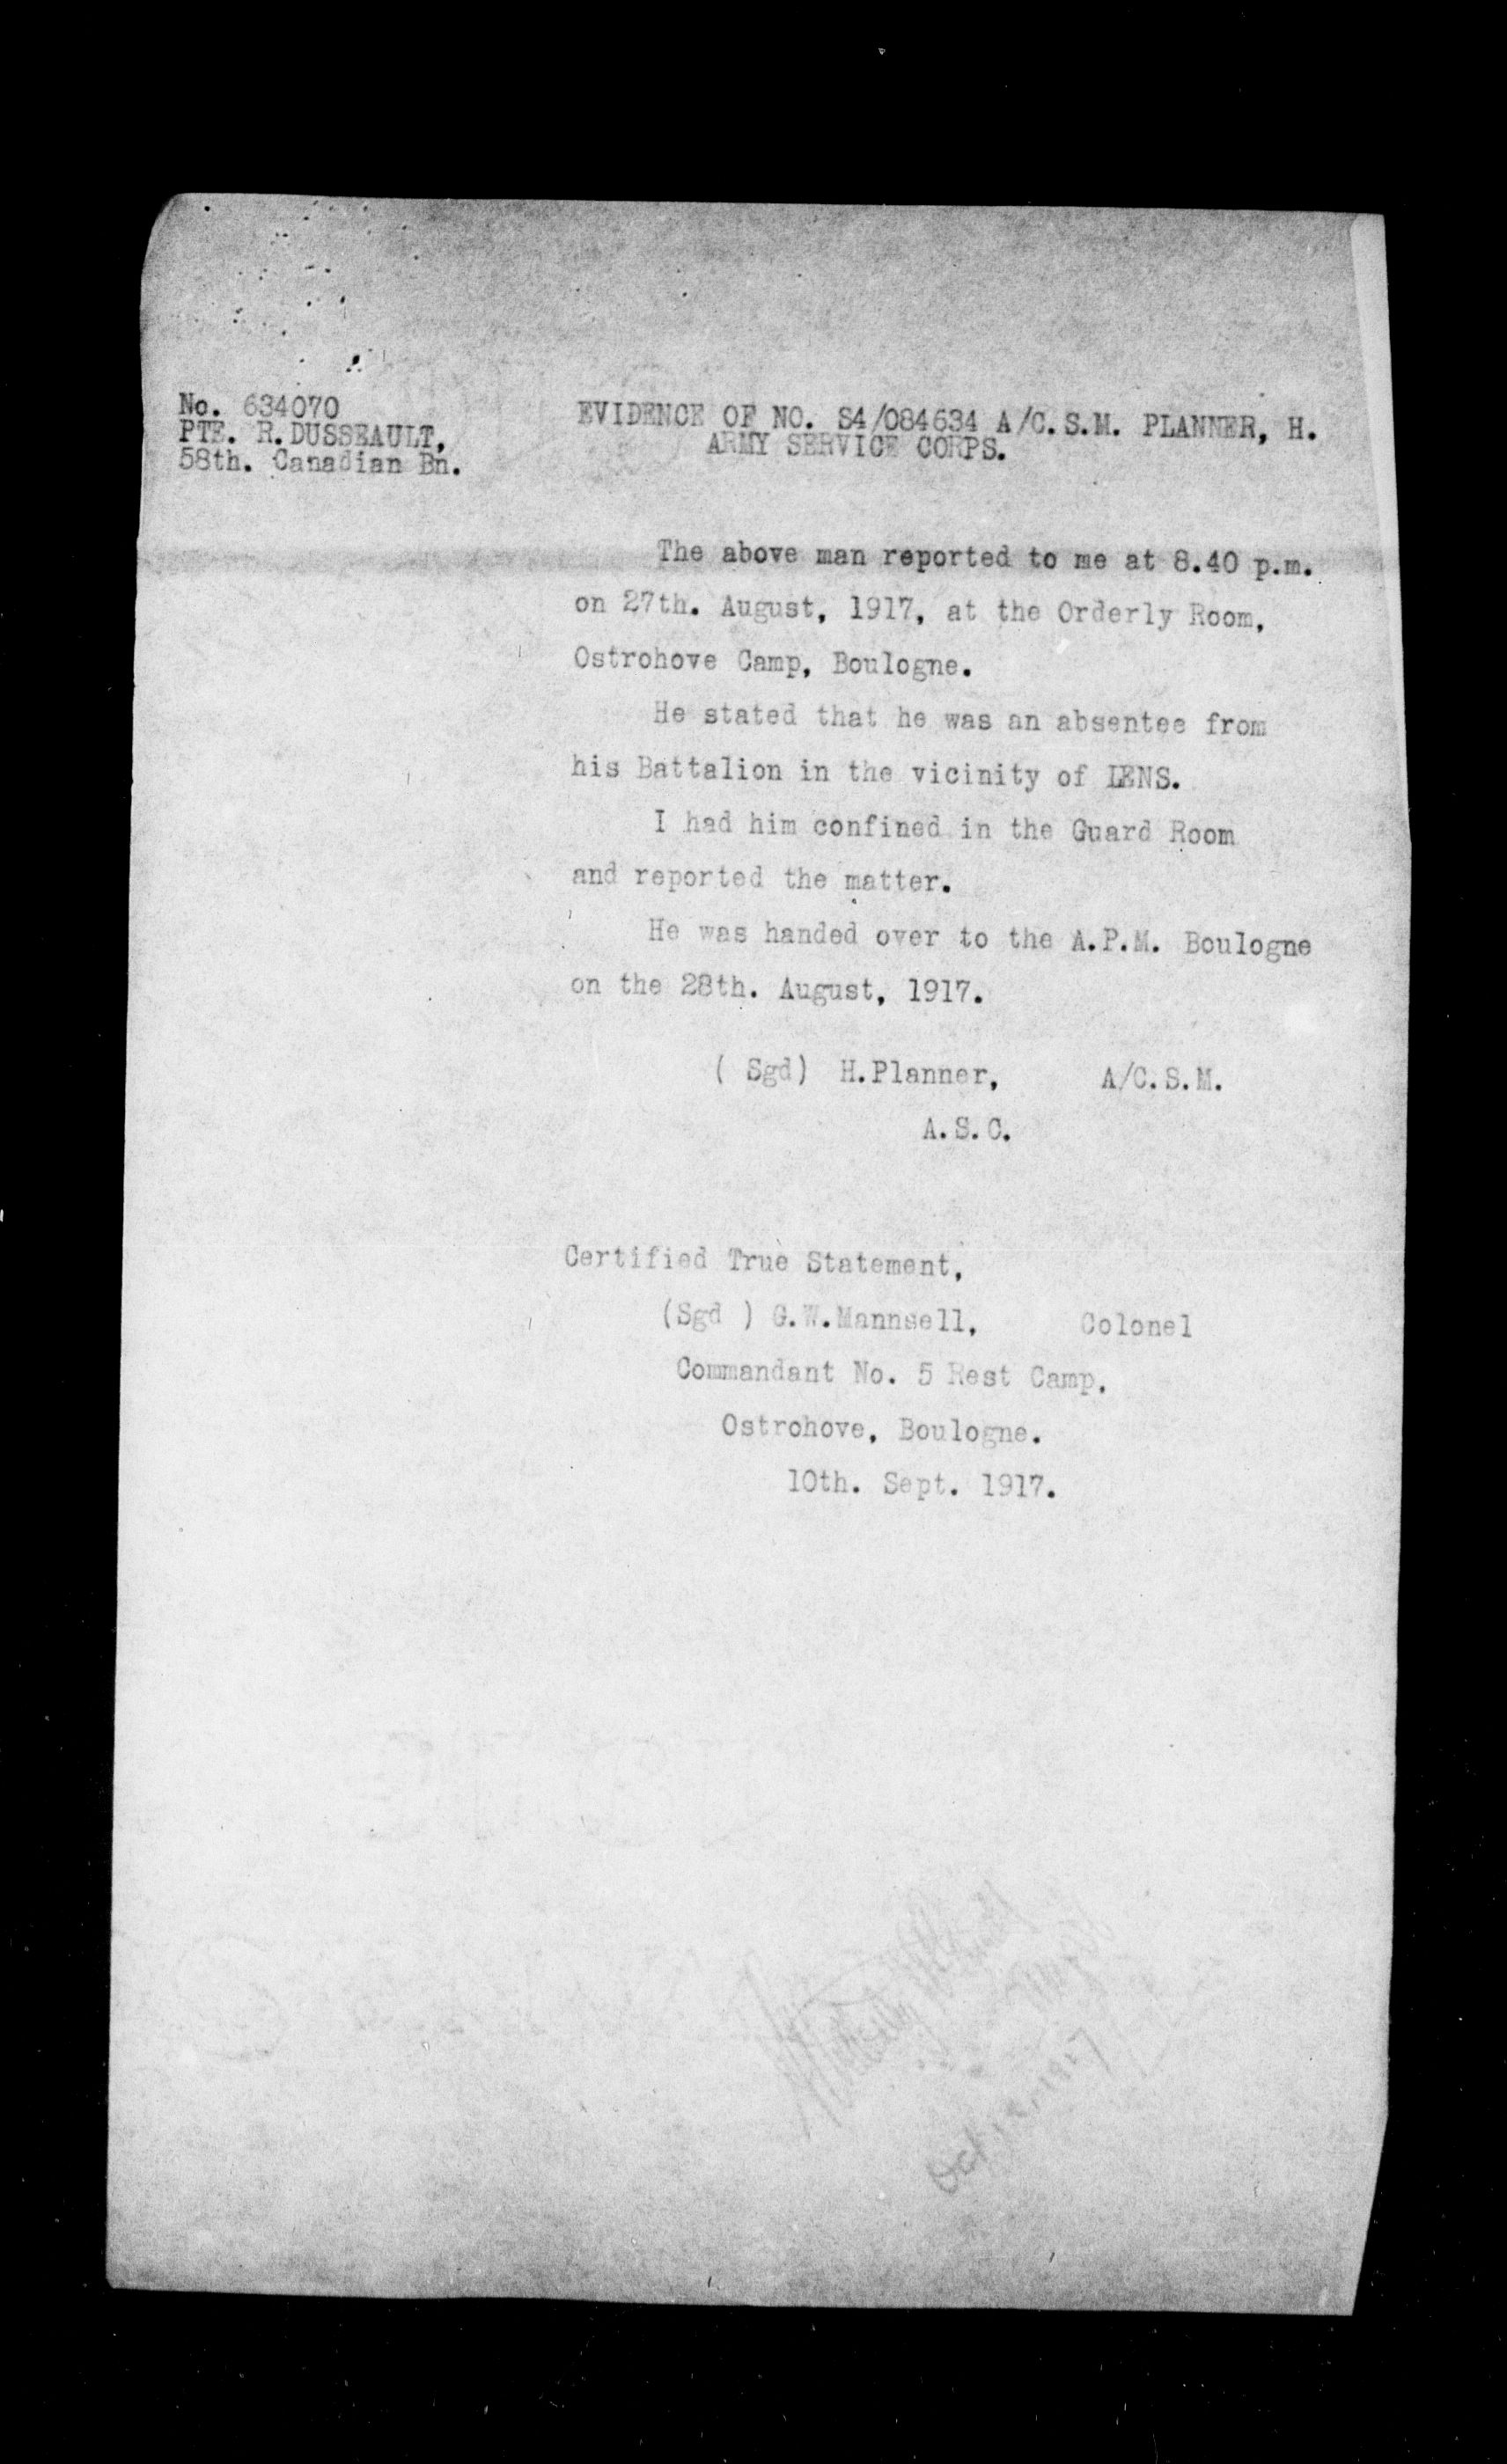 No. 634070
PTE. R.DUSSEAULT,
58th. Canadian Bn.
EVIDENCE OF NO. S4/084634 A/C.S.M. PLANNER, H.
ARMY SERVICE CORPS.
The above man reported to me at 8.40 p.m.
on 27th. August, 1917, at the Orderly Room,
Ostrohove Camp, Boulogne.
He stated that he was an absentee from
his Battalion in the vicinity of LENS.
I had him confined in the Guard Room
and reported the matter.
He was handed over to the A.P.M. Boulogne
on the 28th. August, 1917.
( Sgd) H.Planner, A/C.S.M.
A.S.C.
Certified True Statement,
(Sgd ) G.W.Mannsell, Colonel
Commandant No. 5 Rest Camp,
Ostrohove, Boulogne.
10th. Sept. 1917.
Major
Oct 1917